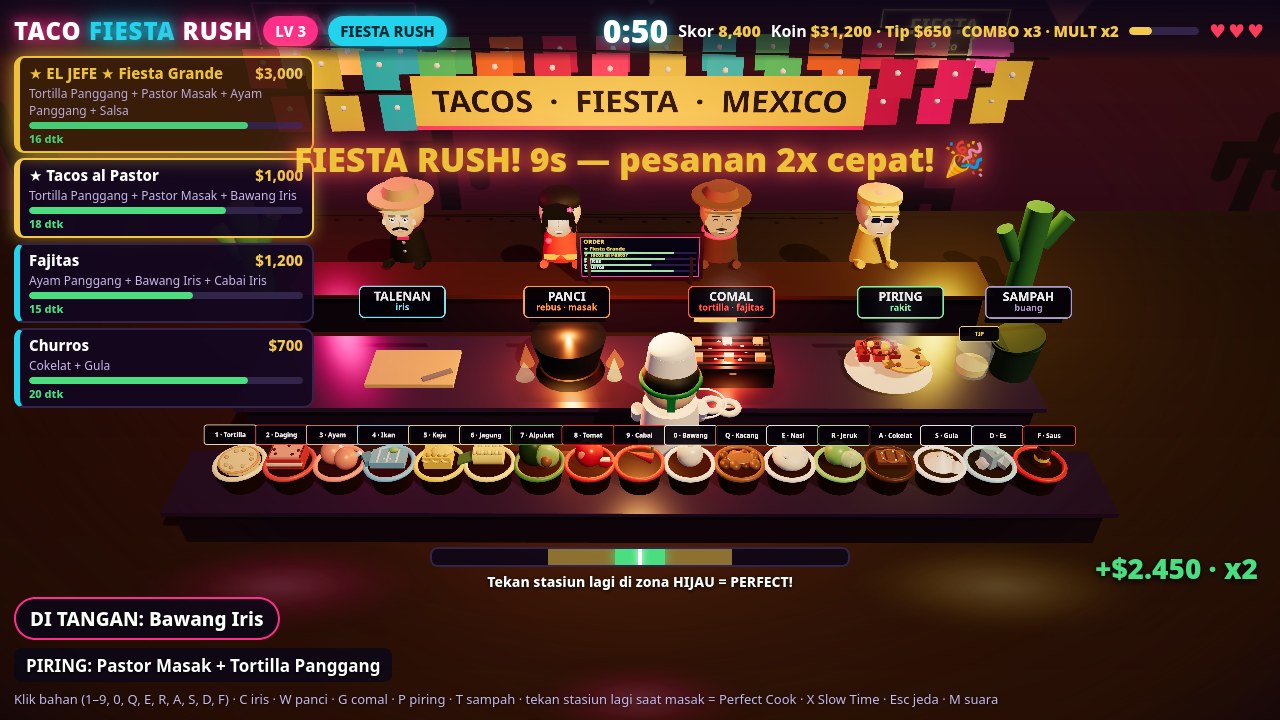 TACO FIESTA RUSH LV 3 FIESTA RUSH
0:50 Skor 8,400 Koin $31,200 · Tip $650 COMBO x3 · MULT x2
★ EL JEFE ★ Fiesta Grande $3,000
Tortilla Panggang + Pastor Masak + Ayam
Panggang + Salsa
16 dtk
★ Tacos al Pastor $1,000
Tortilla Panggang + Pastor Masak + Bawang Iris
18 dtk
Fajitas $1,200
Ayam Panggang + Bawang Iris + Cabai Iris
15 dtk
Churros $700
Cokelat + Gula
20 dtk
FIESTA
TACOS · FIESTA · MEXICO
FIESTA RUSH! 9s — pesanan 2x cepat! 🎉
ORDER
★ Fiesta Grande
TALENAN
iris
PANCI
rebus · masak
COMAL
tortilla · fajitas
PIRING
rakit
SAMPAH
buang
TIP
1 · Tortilla
2 · Daging
3 · Ayam
4 · Ikan
5 · Keju
6 · Jagung
7 · Alpukat
8 · Tomat
9 · Cabai
0 · Bawang
Q · Kacang
E · Nasi
R · Jeruk
A · Cokelat
S · Gula
D · Es
F · Saus
Tekan stasiun lagi di zona HIJAU = PERFECT!
+$2.450 · x2
DI TANGAN: Bawang Iris
PIRING: Pastor Masak + Tortilla Panggang
Klik bahan (1–9, 0, Q, E, R, A, S, D, F) · C iris · W panci · G comal · P piring · T sampah · tekan stasiun lagi saat masak = Perfect Cook · X Slow Time · Esc jeda · M suara